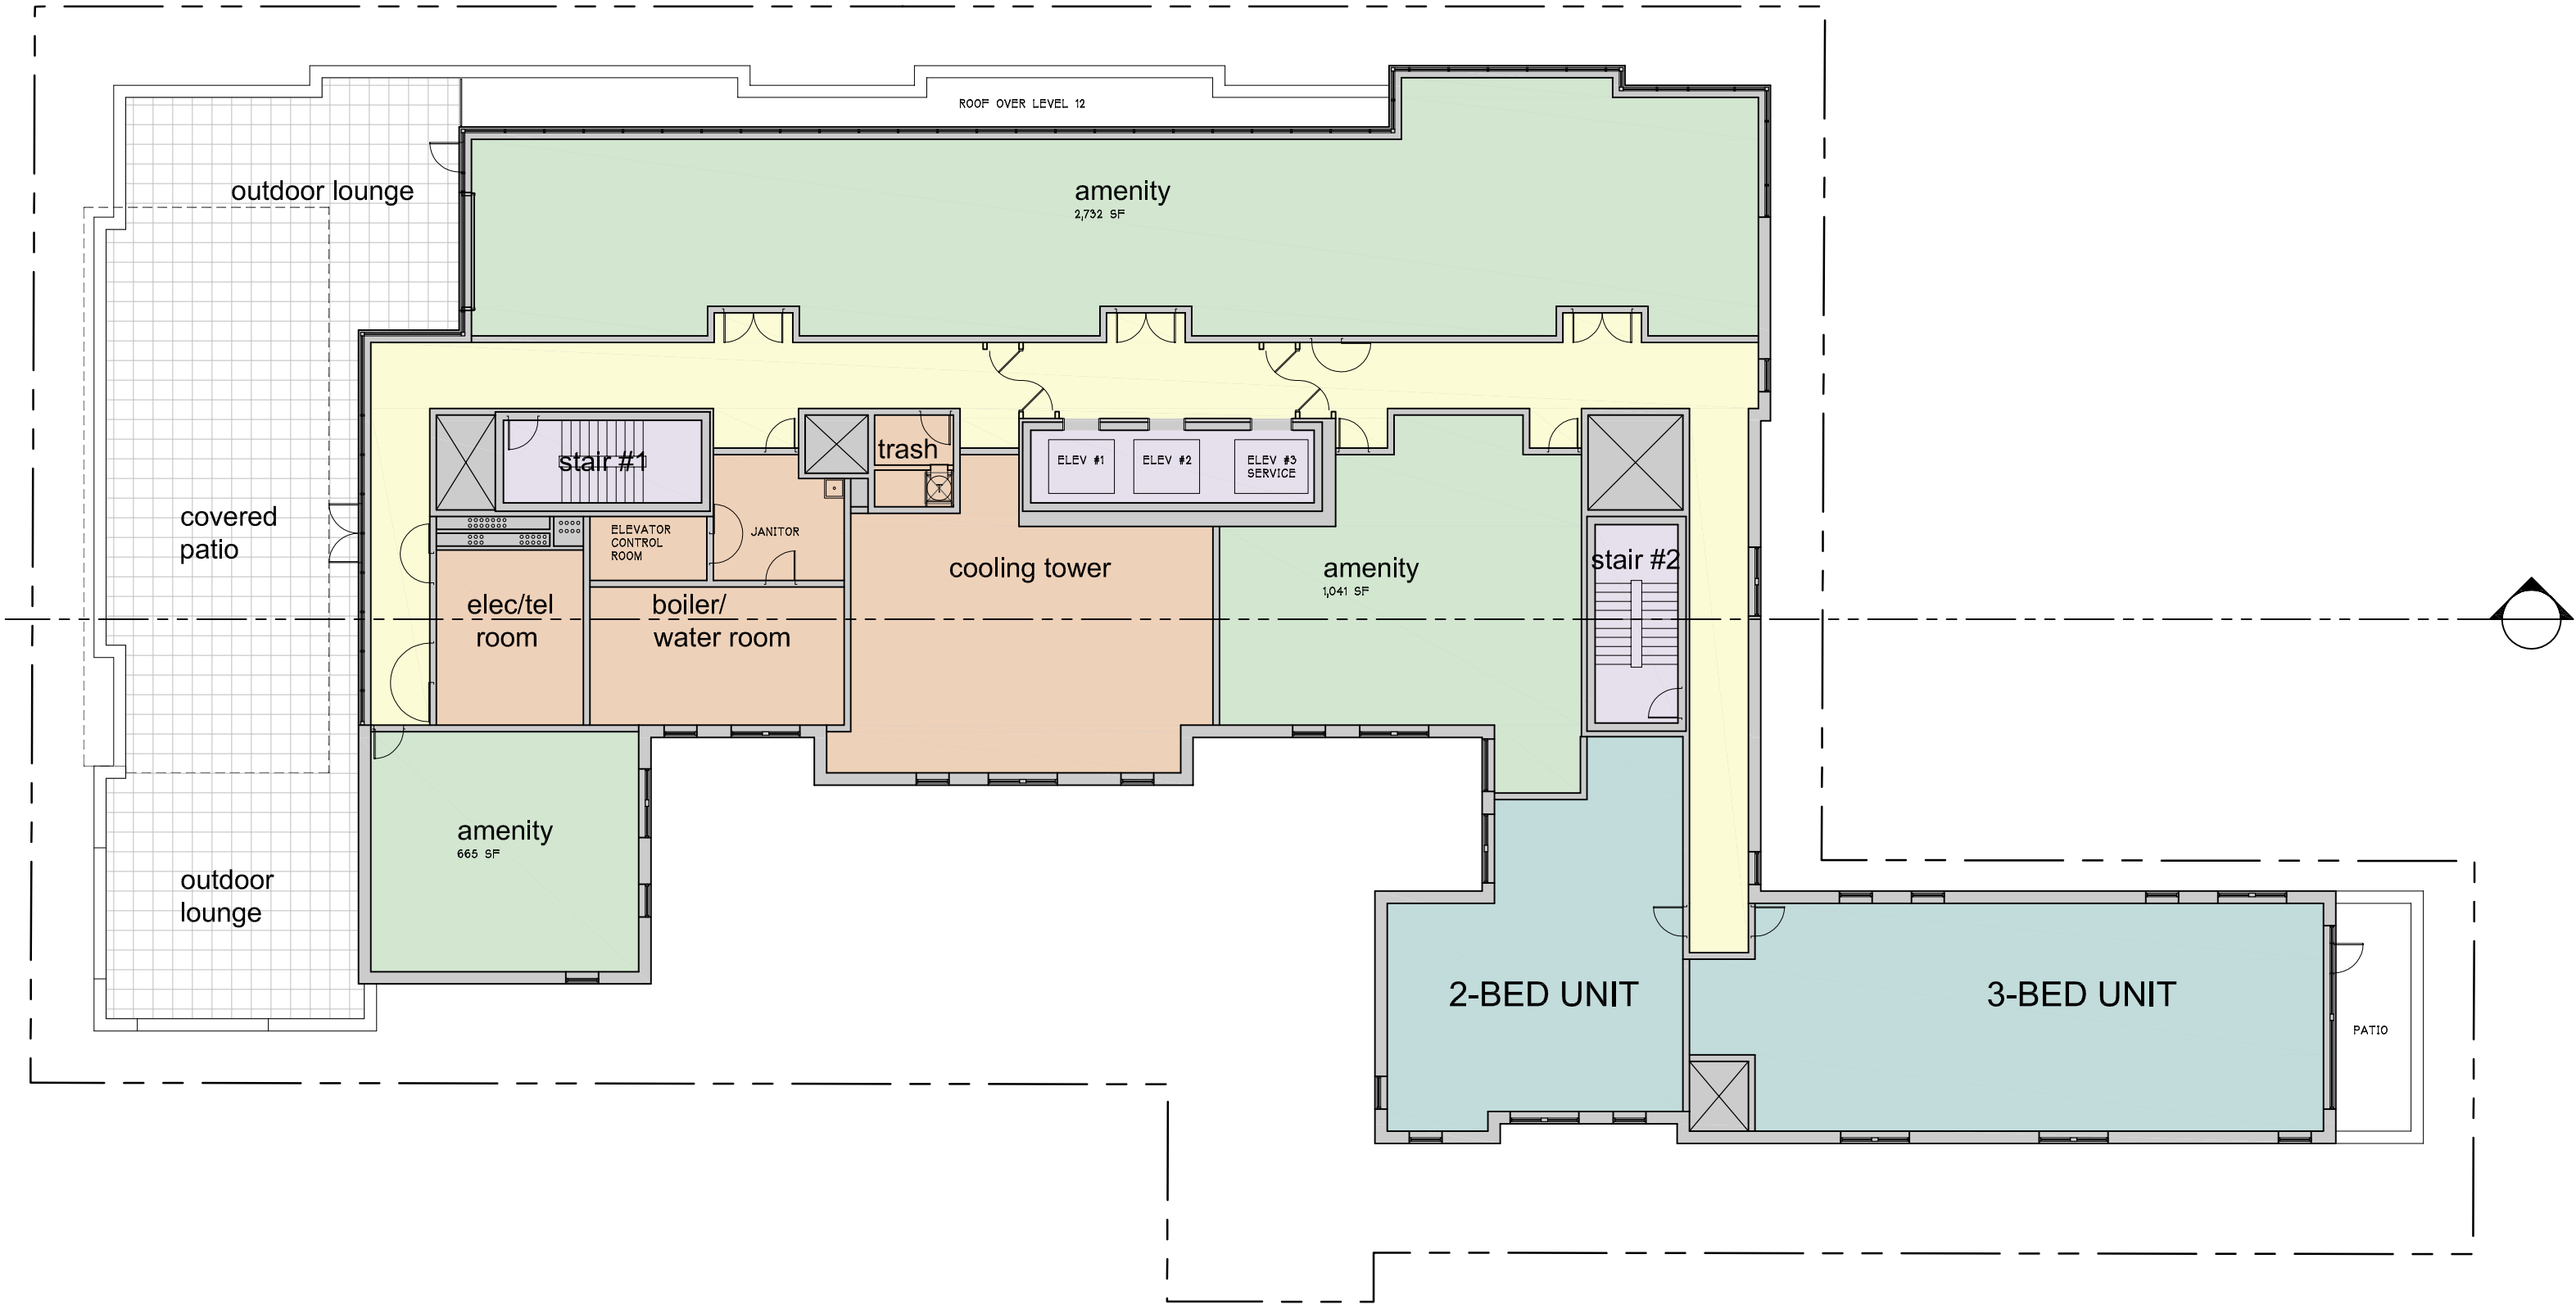 ROOF OVER LEVEL 12
outdoor lounge
amenity
2,732 SF
trash
stair #1
ELEV #1
ELEV #2
ELEV #3
SERVICE
covered
patio
ELEVATOR
CONTROL
ROOM
JANITOR
cooling tower
amenity
1,041 SF
stair #2
elec/tel
room
boiler/
water room
amenity
665 SF
outdoor
lounge
2-BED UNIT
3-BED UNIT
PATIO